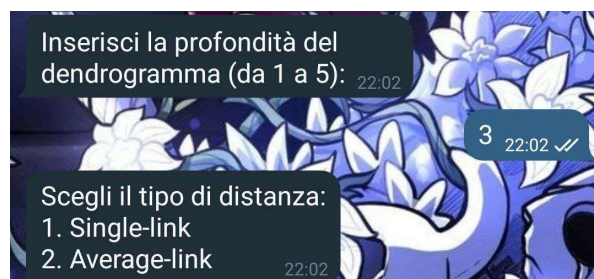 Inserisci la profondità del
dendrogramma (da 1 a 5): 22:02
3 22:02
Scegli il tipo di distanza:
1. Single-link
2. Average-link 22:02